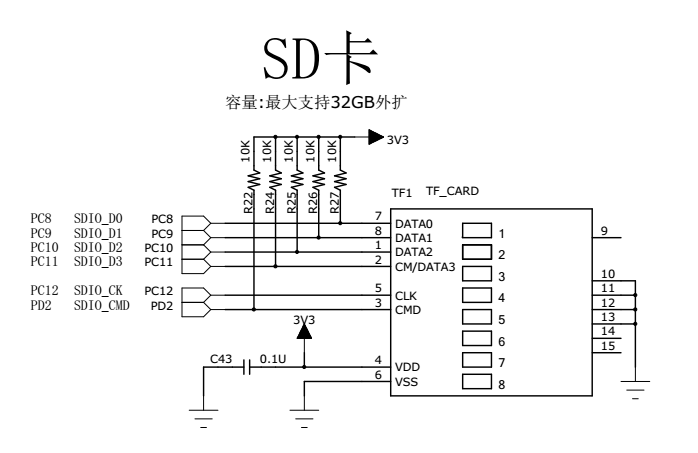 SD卡
容量:最大支持32GB外扩
3V3
10K 10K 10K 10K 10K
R22 R24 R25 R26 R27
TF1 TF_CARD
PC8 SDIO_D0 PC8 7 DATA0 1 9
PC9 SDIO_D1 PC9 8 DATA1
PC10 SDIO_D2 PC10 1 DATA2 2
PC11 SDIO_D3 PC11 2 CM/DATA3 3 10
PC12 SDIO_CK PC12 5 CLK 4 11
PD2 SDIO_CMD PD2 3 CMD 12
3V3 5 13
6 14
C43 0.1U 4 VDD 7 15
6 VSS 8